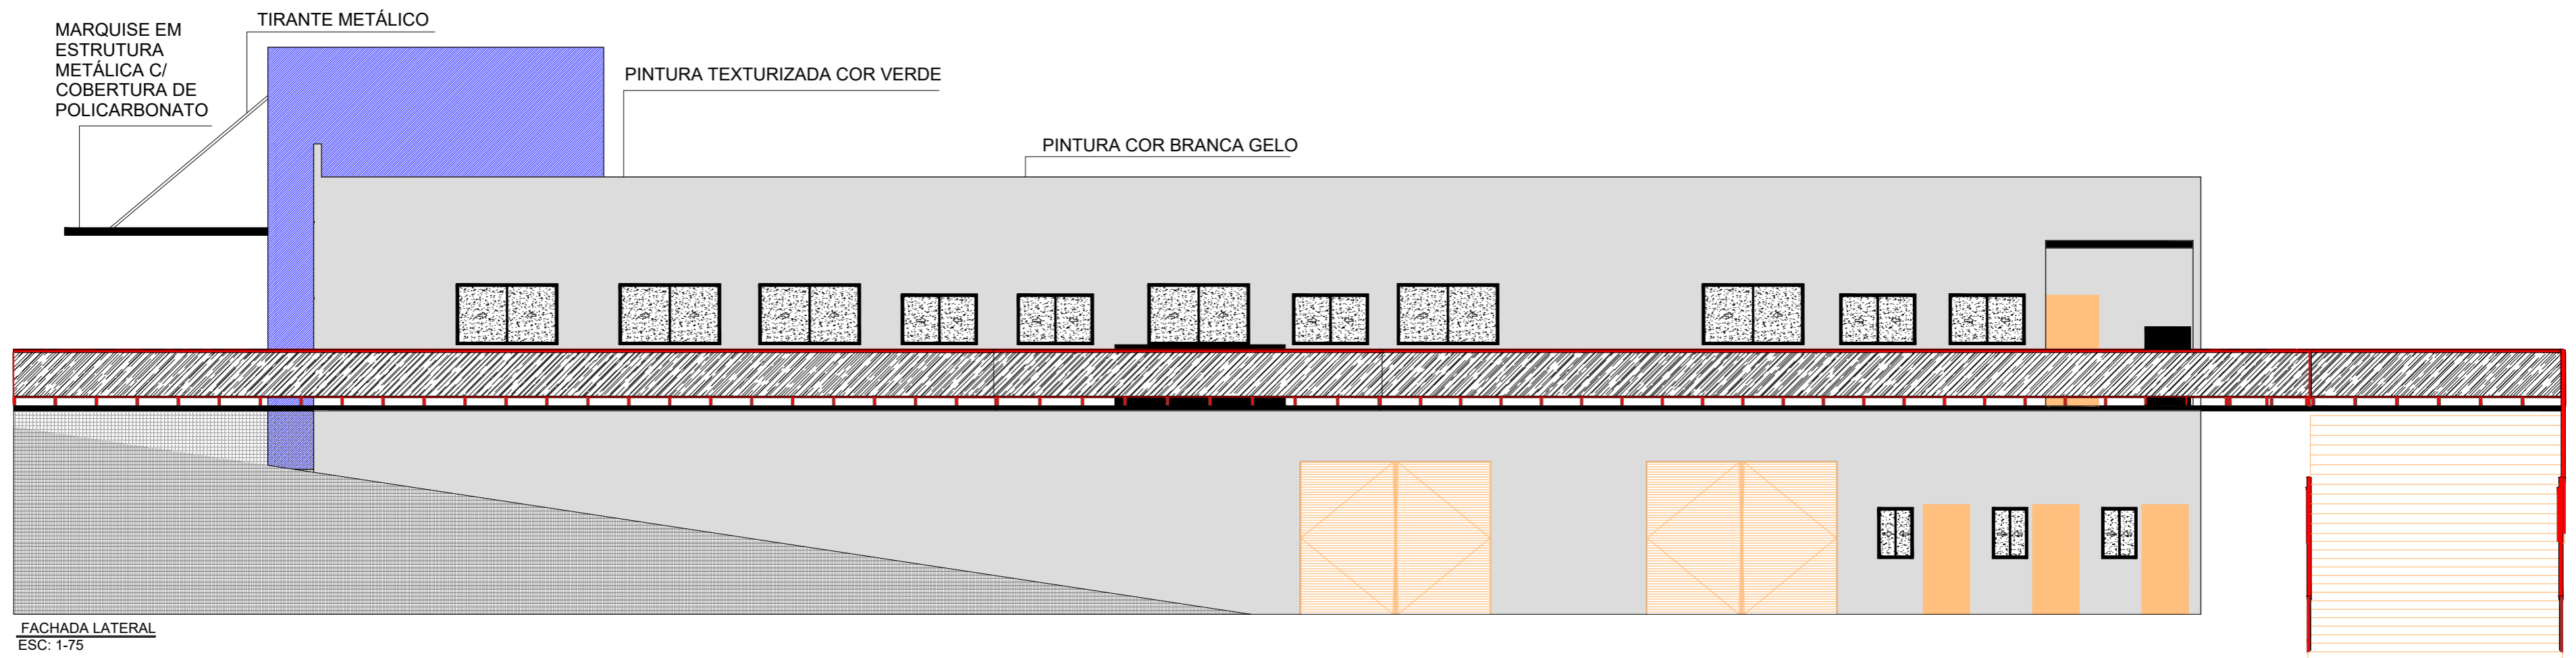 TIRANTE METÁLICO
MARQUISE EM
ESTRUTURA
METÁLICA C/
COBERTURA DE
POLICARBONATO
PINTURA TEXTURIZADA COR VERDE
PINTURA COR BRANCA GELO
FACHADA LATERAL
ESC: 1-75